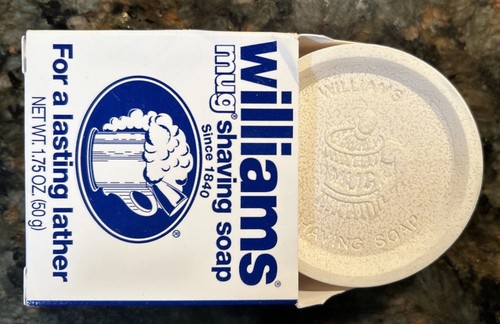 williams®
mug® shaving soap
since 1840
®
For a lasting lather
NET WT. 1.75 OZ. (50 g)
WILLIAMS
MUG
SHAVING SOAP